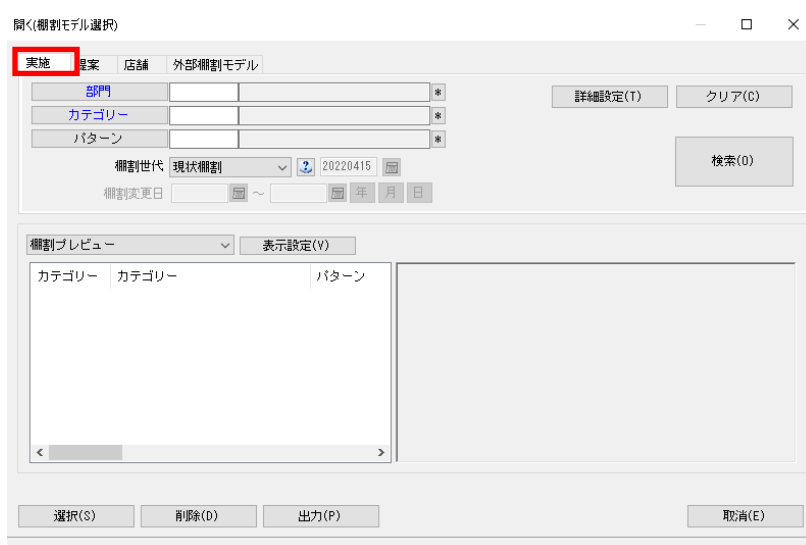 開く(棚割モデル選択)
実施 提案 店舗 外部棚割モデル
部門 * 詳細設定(T) クリア(C)
カテゴリー *
パターン * 検索(O)
棚割世代 現状棚割 20220415
棚割変更日 ~ 年 月 日
棚割プレビュー 表示設定(V)
カテゴリー カテゴリー パターン
選択(S) 削除(D) 出力(P) 取消(E)